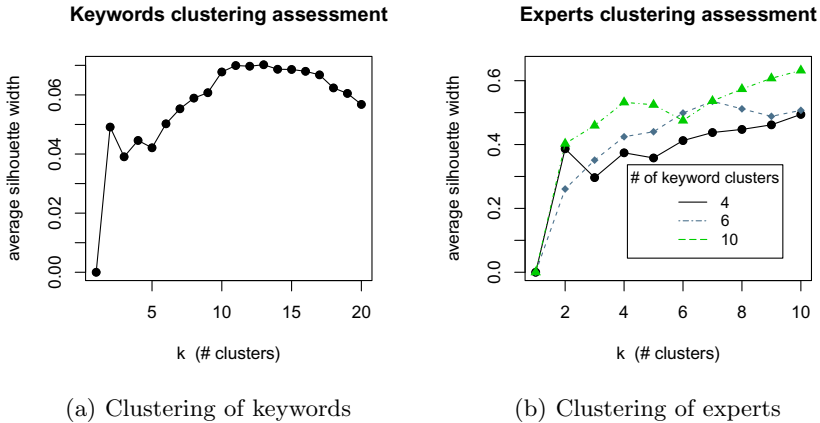 Keywords clustering assessment
average silhouette width
0.00
0.02
0.04
0.06
5
10
15
20
k (# clusters)
(a) Clustering of keywords
Experts clustering assessment
average silhouette width
0.0
0.2
0.4
0.6
# of keyword clusters
4
6
10
2
4
6
8
10
k (# clusters)
(b) Clustering of experts